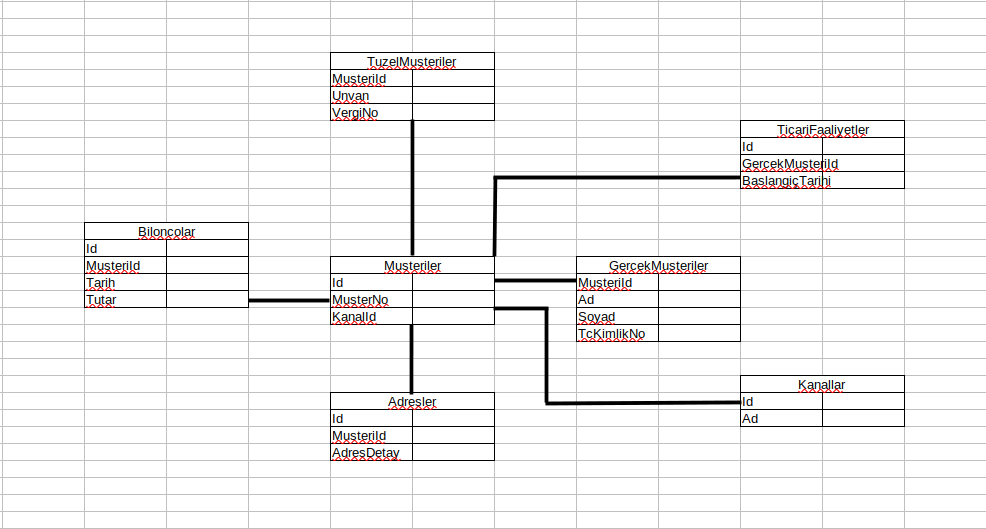 TuzelMusteriler
MusteriId
Unvan
VergiNo
TicariFaaliyetler
Id
GercekMusteriId
BaslangiçTarihi
Biloncolar
Id
MusteriId
Tarih
Tutar
Musteriler
Id
MusterNo
KanalId
GercekMusteriler
MusteriId
Ad
Soyad
TcKimlikNo
Adresler
Id
MusteriId
AdresDetay
Kanallar
Id
Ad